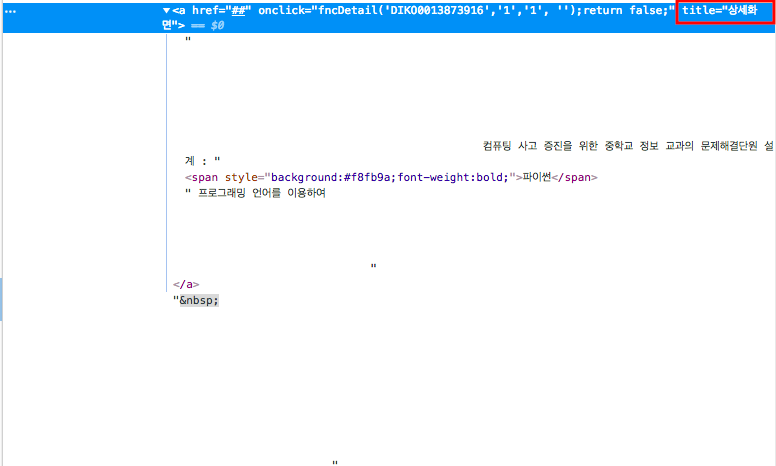 ▼<a href="##" onclick="fncDetail('DIKO0013873916','1','1', '');return false;" title="상세화
면"> == $0
"
컴퓨팅 사고 증진을 위한 중학교 정보 교과의 문제해결단원 설
계 : "
<span style="background:#f8fb9a;font-weight:bold;">파이썬</span>
" 프로그래밍 언어를 이용하여
"
</a>
"&nbsp;
"